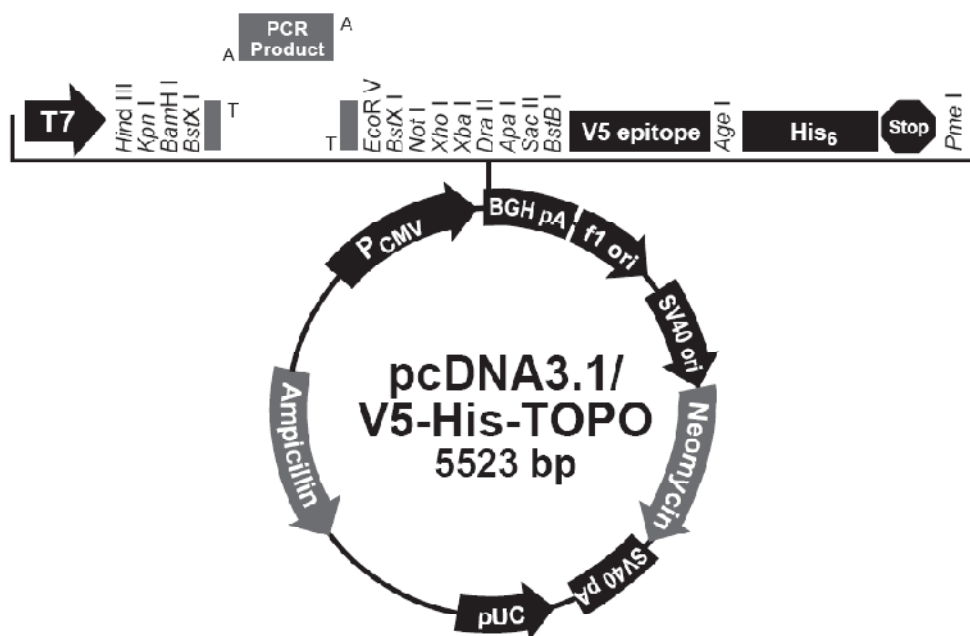 PCR
Product
A
A
T7
Hind III
Kpn I
BamH I
BstX I
T
T
EcoR V
BstX I
Not I
Xho I
Xba I
Dra II
Apa I
Sac II
BstB I
V5 epitope
Age I
His6
Stop
Pme I
PCMV
BGH pA
f1 ori
SV40 ori
Neomycin
SV40 pA
pUC
Ampicillin
pcDNA3.1/
V5-His-TOPO
5523 bp